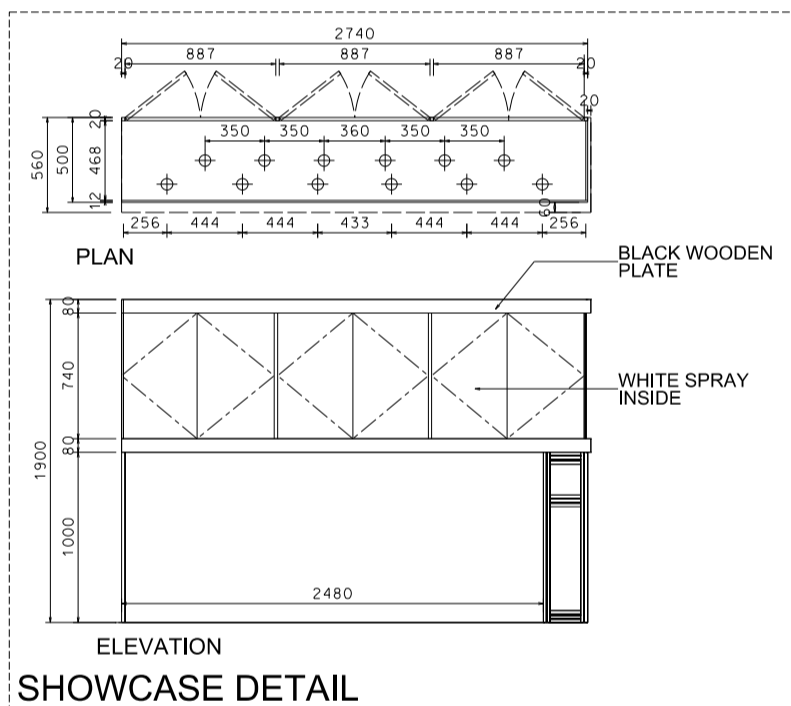 2740
887 887 887
20 20
20
350 350 360 350 350
560 500 20 468 12
60
256 444 444 433 444 444 256
PLAN
BLACK WOODEN
PLATE
80
740
WHITE SPRAY
INSIDE
80
1900
1000
2480
ELEVATION
SHOWCASE DETAIL